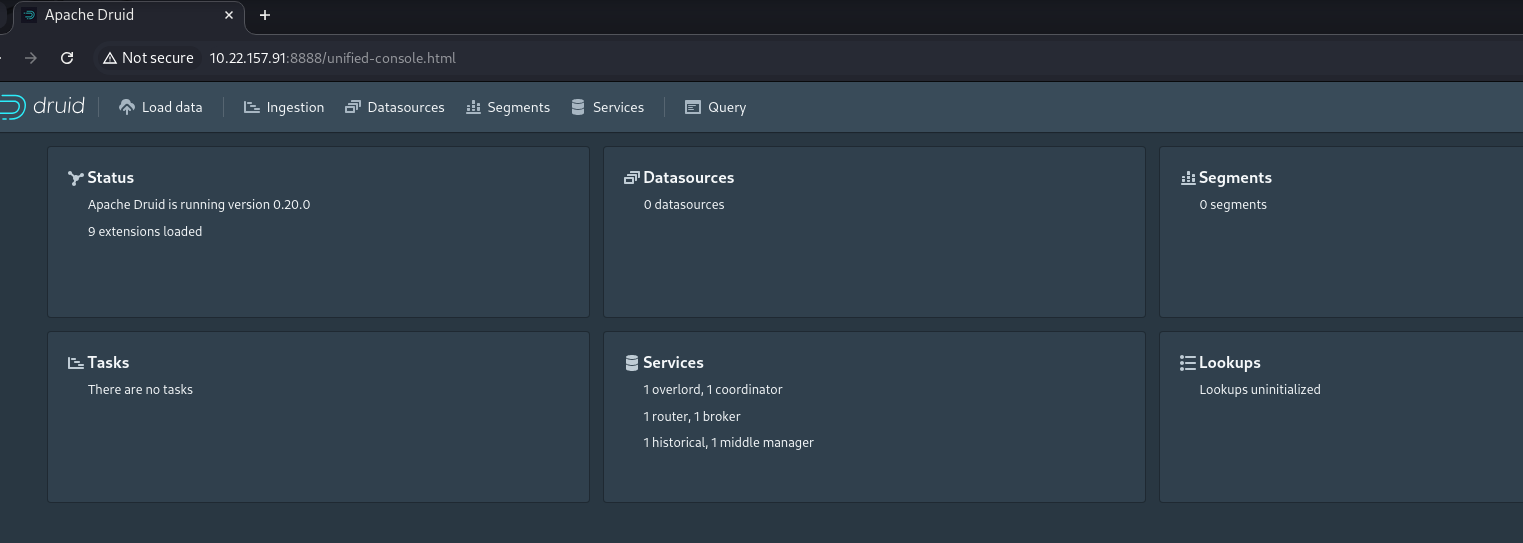 Apache Druid
Not secure 10.22.157.91:8888/unified-console.html
druid Load data Ingestion Datasources Segments Services Query
Status
Apache Druid is running version 0.20.0
9 extensions loaded
Datasources
0 datasources
Segments
0 segments
Tasks
There are no tasks
Services
1 overlord, 1 coordinator
1 router, 1 broker
1 historical, 1 middle manager
Lookups
Lookups uninitialized